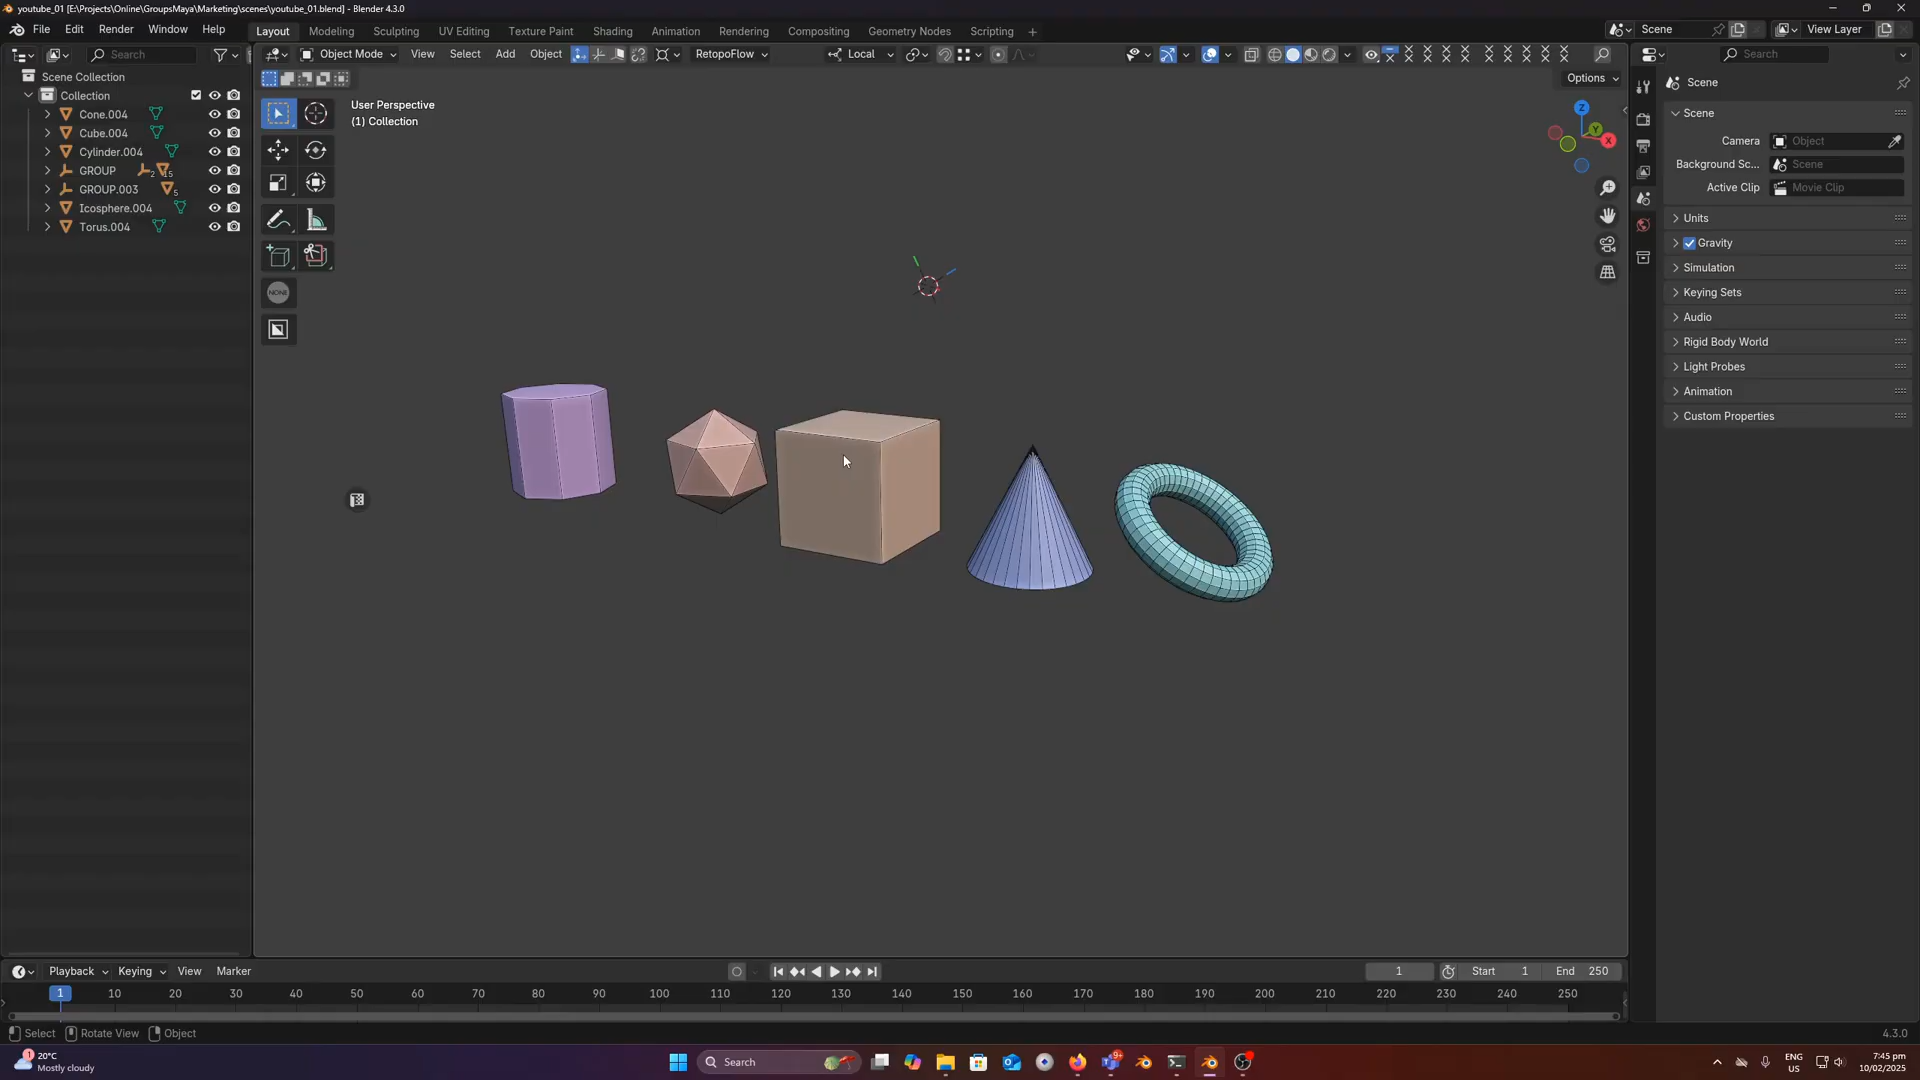 youtube_01 [E:\Projects\Online\GroupsMaya\Marketing\scenes\youtube_01.blend] - Blender 4.3.0
File Edit Render Window Help
Layout Modeling Sculpting UV Editing Texture Paint Shading Animation Rendering Compositing Geometry Nodes Scripting +
Scene
View Layer
Search
Object Mode View Select Add Object RetopoFlow Local
Search
Options
Scene Collection
Collection
Cone.004
Cube.004
Cylinder.004
GROUP 2 15
GROUP.003 5
Icosphere.004
Torus.004
User Perspective
(1) Collection
NONE
Z
Y
X
Scene
Scene
Camera Object
Background Sc... Scene
Active Clip Movie Clip
Units
Gravity
Simulation
Keying Sets
Audio
Rigid Body World
Light Probes
Animation
Custom Properties
Playback Keying View Marker
1 Start 1 End 250
1 10 20 30 40 50 60 70 80 90 100 110 120 130 140 150 160 170 180 190 200 210 220 230 240 250
Select Rotate View Object 4.3.0
1 20°C
Mostly cloudy
Search
9+
ENG
US
7:45 pm
10/02/2025